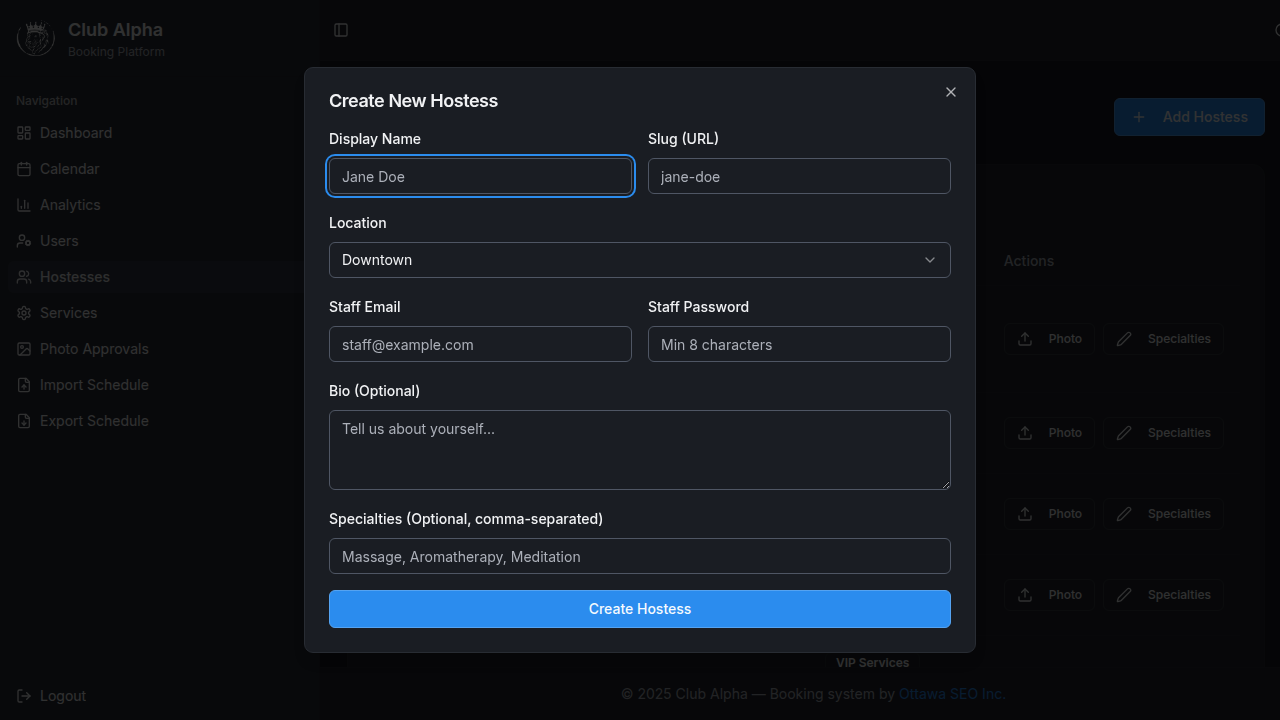 Club Alpha
Booking Platform
Navigation
Dashboard
Calendar
Analytics
Users
Hostesses
Services
Photo Approvals
Import Schedule
Export Schedule
Logout
Add Hostess
Actions
Photo Specialties
Photo Specialties
Photo Specialties
Photo Specialties
Create New Hostess
Display Name Slug (URL)
Jane Doe jane-doe
Location
Downtown
Staff Email Staff Password
staff@example.com Min 8 characters
Bio (Optional)
Tell us about yourself...
Specialties (Optional, comma-separated)
Massage, Aromatherapy, Meditation
Create Hostess
VIP Services
© 2025 Club Alpha — Booking system by Ottawa SEO Inc.